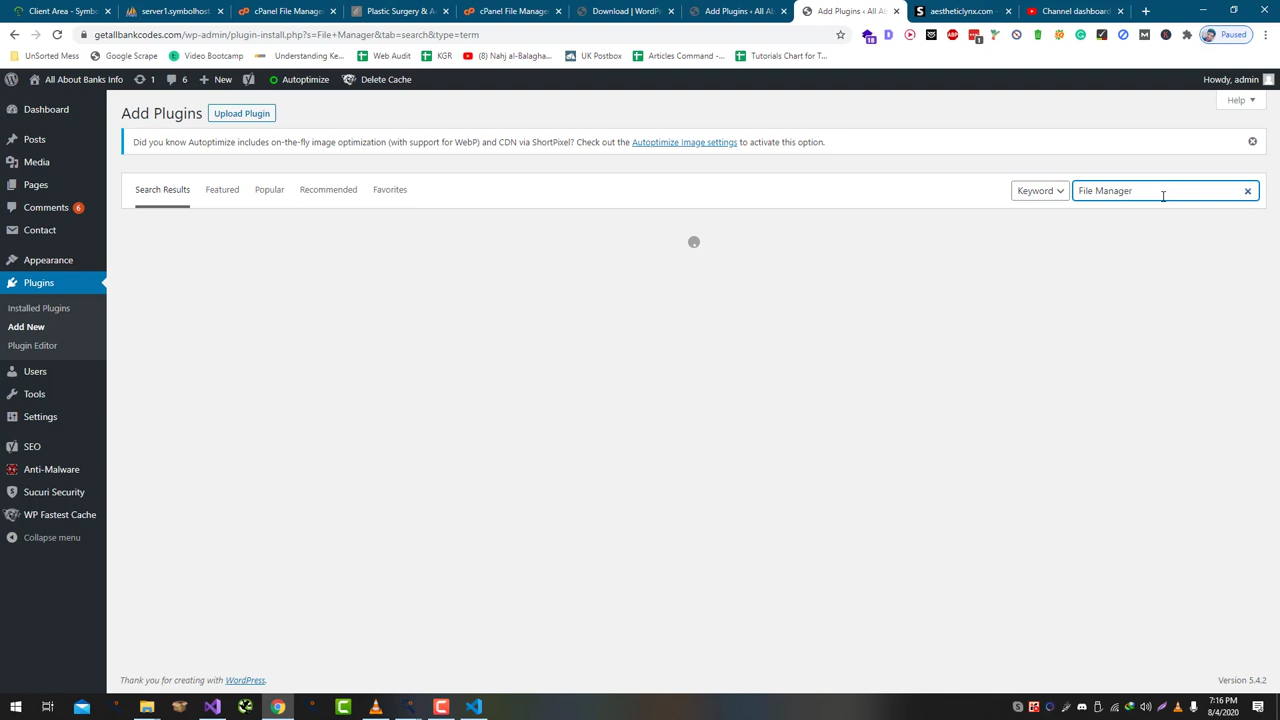 Client Area - Symbo
server1.symbolhost.
cPanel File Manage
Plastic Surgery & A
cPanel File Manage
Download | WordPr
Add Plugins ‹ All Ab
Add Plugins ‹ All Ab
aestheticlynx.com
Channel dashboard
getallbankcodes.com/wp-admin/plugin-install.php?s=File+Manager&tab=search&type=term
Paused
UnSorted Mess
Google Scrape
Video Bootcamp
Understanding Ke...
Web Audit
KGR
(8) Nahj al-Balagha...
UK Postbox
Articles Command -...
Tutorials Chart for T...
All About Banks Info
1
6
New
Autoptimize
Delete Cache
Howdy, admin
Dashboard
Posts
Media
Pages
Comments 6
Contact
Appearance
Plugins
Installed Plugins
Add New
Plugin Editor
Users
Tools
Settings
SEO
Anti-Malware
Sucuri Security
WP Fastest Cache
Collapse menu
Add Plugins
Upload Plugin
Help
Did you know Autoptimize includes on-the-fly image optimization (with support for WebP) and CDN via ShortPixel? Check out the Autoptimize Image settings to activate this option.
Search Results
Featured
Popular
Recommended
Favorites
Keyword
File Manager
Thank you for creating with WordPress.
Version 5.4.2
7:16 PM
8/4/2020